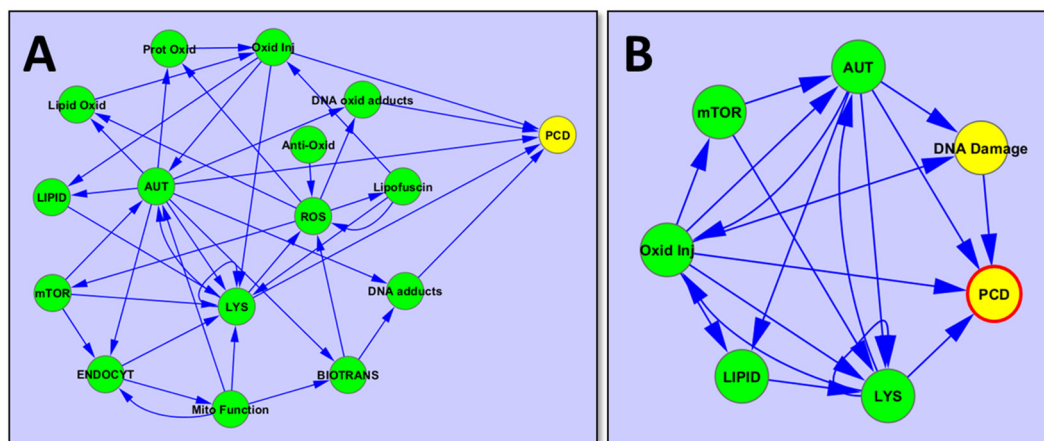 A
Prot Oxid
Oxid Inj
Lipid Oxid
DNA oxid adducts
PCD
Anti-Oxid
LIPID
AUT
Lipofuscin
ROS
mTOR
LYS
DNA adducts
ENDOCYT
BIOTRANS
Mito Function
B
AUT
mTOR
DNA Damage
Oxid Inj
PCD
LIPID
LYS